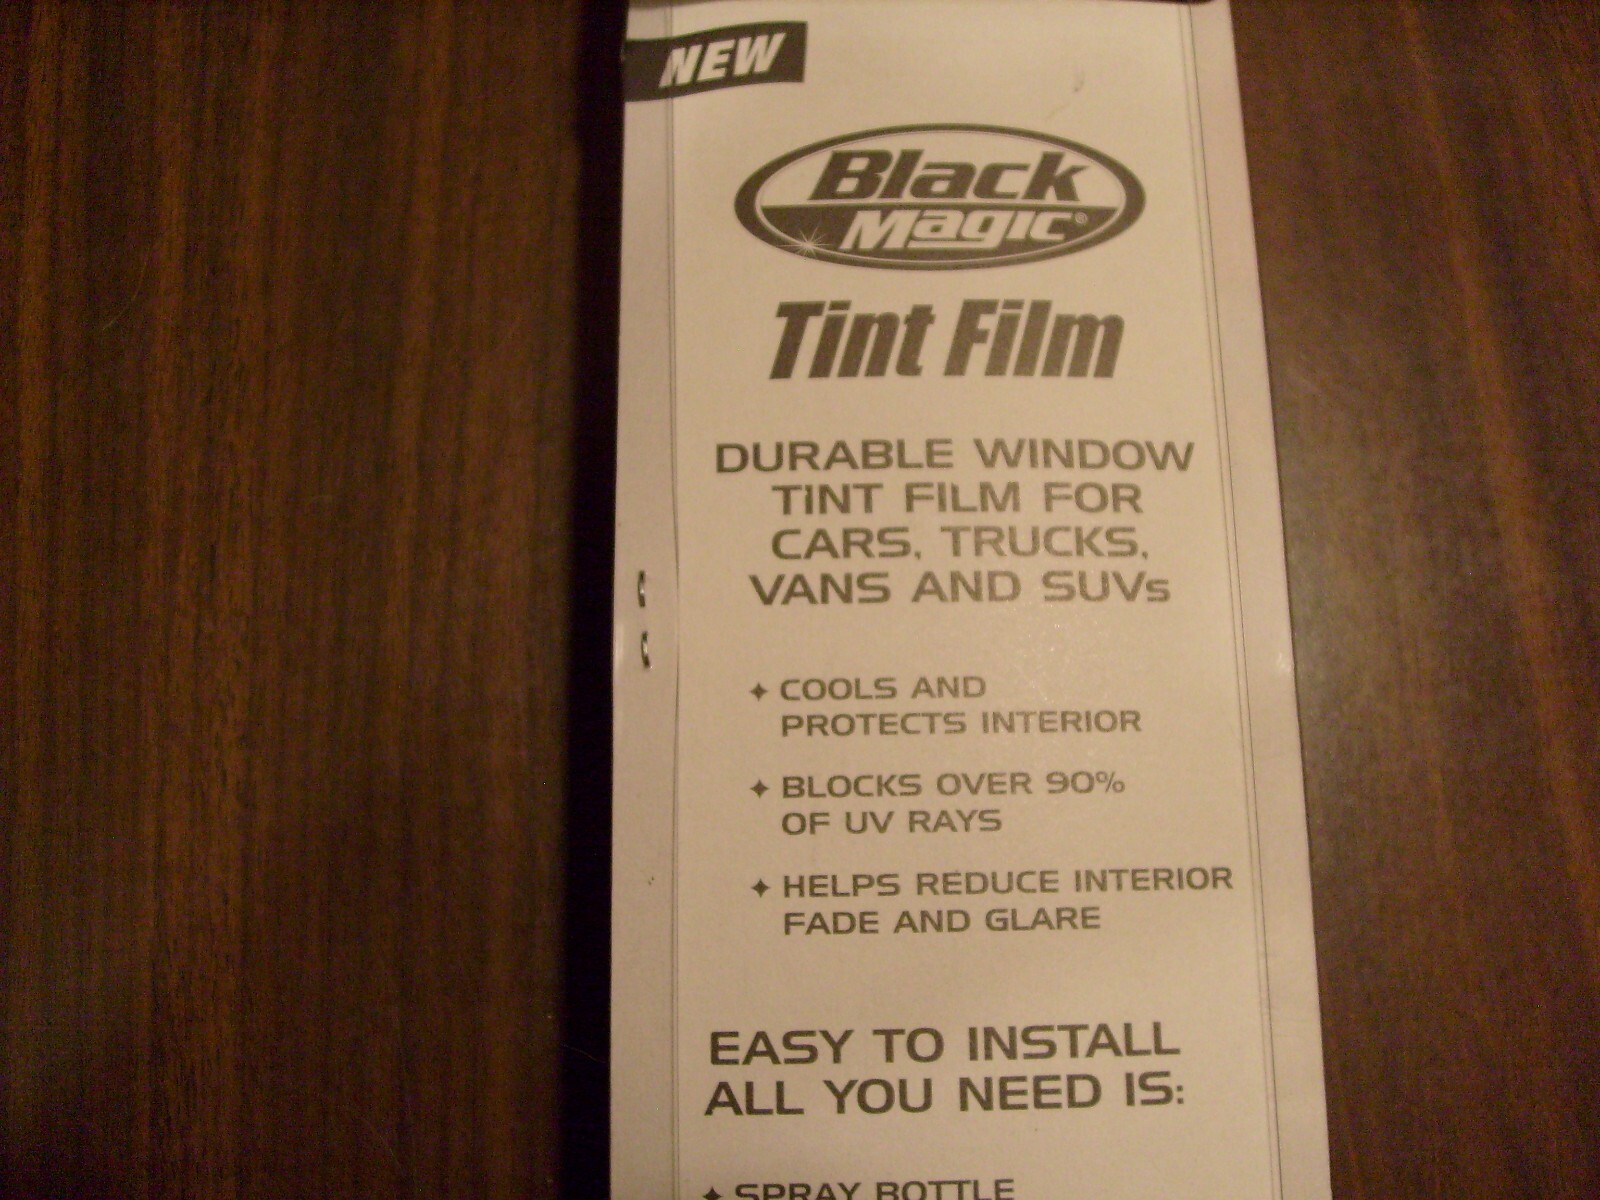 NEW
Black
Magic®
Tint Film
DURABLE WINDOW
TINT FILM FOR
CARS, TRUCKS,
VANS AND SUVs
✦ COOLS AND
PROTECTS INTERIOR
✦ BLOCKS OVER 90%
OF UV RAYS
✦ HELPS REDUCE INTERIOR
FADE AND GLARE
EASY TO INSTALL
ALL YOU NEED IS:
✦ SPRAY BOTTLE